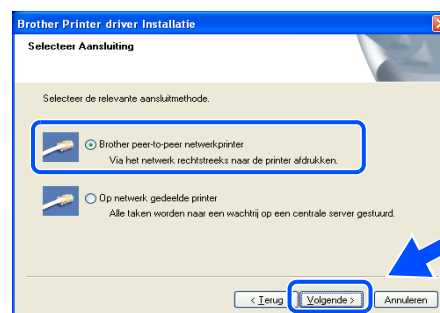 Brother Printer driver Installatie
Selecteer Aansluiting
Selecteer de relevante aansluitmethode.
Brother peer-to-peer netwerkprinter
Via het netwerk rechtstreeks naar de printer afdrukken.
Op netwerk gedeelde printer
Alle taken worden naar een wachtrij op een centrale server gestuurd.
< Terug
Volgende >
Annuleren